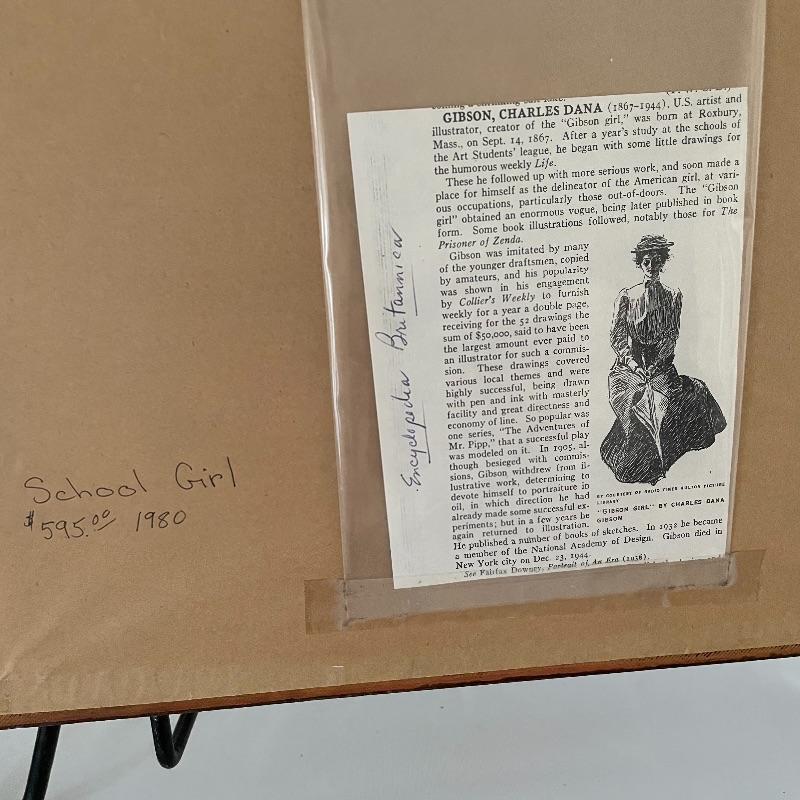 GIBSON, CHARLES DANA (1867–1944), U.S. artist and
illustrator, creator of the “Gibson girl,” was born at Roxbury,
Mass., on Sept. 14, 1867. After a year’s study at the schools of
the Art Students’ league, he began with some little drawings for
the humorous weekly Life.
These he followed up with more serious work, and soon made a
place for himself as the delineator of the American girl, at vari-
ous occupations, particularly those out-of-doors. The “Gibson
girl” obtained an enormous vogue, being later published in book
form. Some book illustrations followed, notably those for The
Prisoner of Zenda.
Gibson was imitated by many
of the younger draftsmen, copied
by amateurs, and his popularity
was shown in his engagement
by Collier’s Weekly to furnish
weekly for a year a double page,
receiving for the 52 drawings the
sum of $50,000, said to have been
the largest amount ever paid to
an illustrator for such a commis-
sion. These drawings covered
various local themes and were
highly successful, being drawn
with pen and ink with masterly
facility and great directness and
economy of line. So popular was
one series, “The Adventures of
Mr. Pipp,” that a successful play
was modeled on it. In 1905, al-
though besieged with commis-
sions, Gibson withdrew from il-
lustrative work, determining to
devote himself to portraiture in
oil, in which direction he had
already made some successful ex-
periments; but in a few years he
again returned to illustration.
He published a number of books of sketches. In 1932 he became
a member of the National Academy of Design. Gibson died in
New York city on Dec. 23, 1944.
See Fairfax Downey, Portrait of An Era (1936).
BY COURTESY OF RADIO TIMES HULTON PICTURE
LIBRARY
“GIBSON GIRL” BY CHARLES DANA
GIBSON
Encyclopedia Britannica
School Girl
$595.00 1980